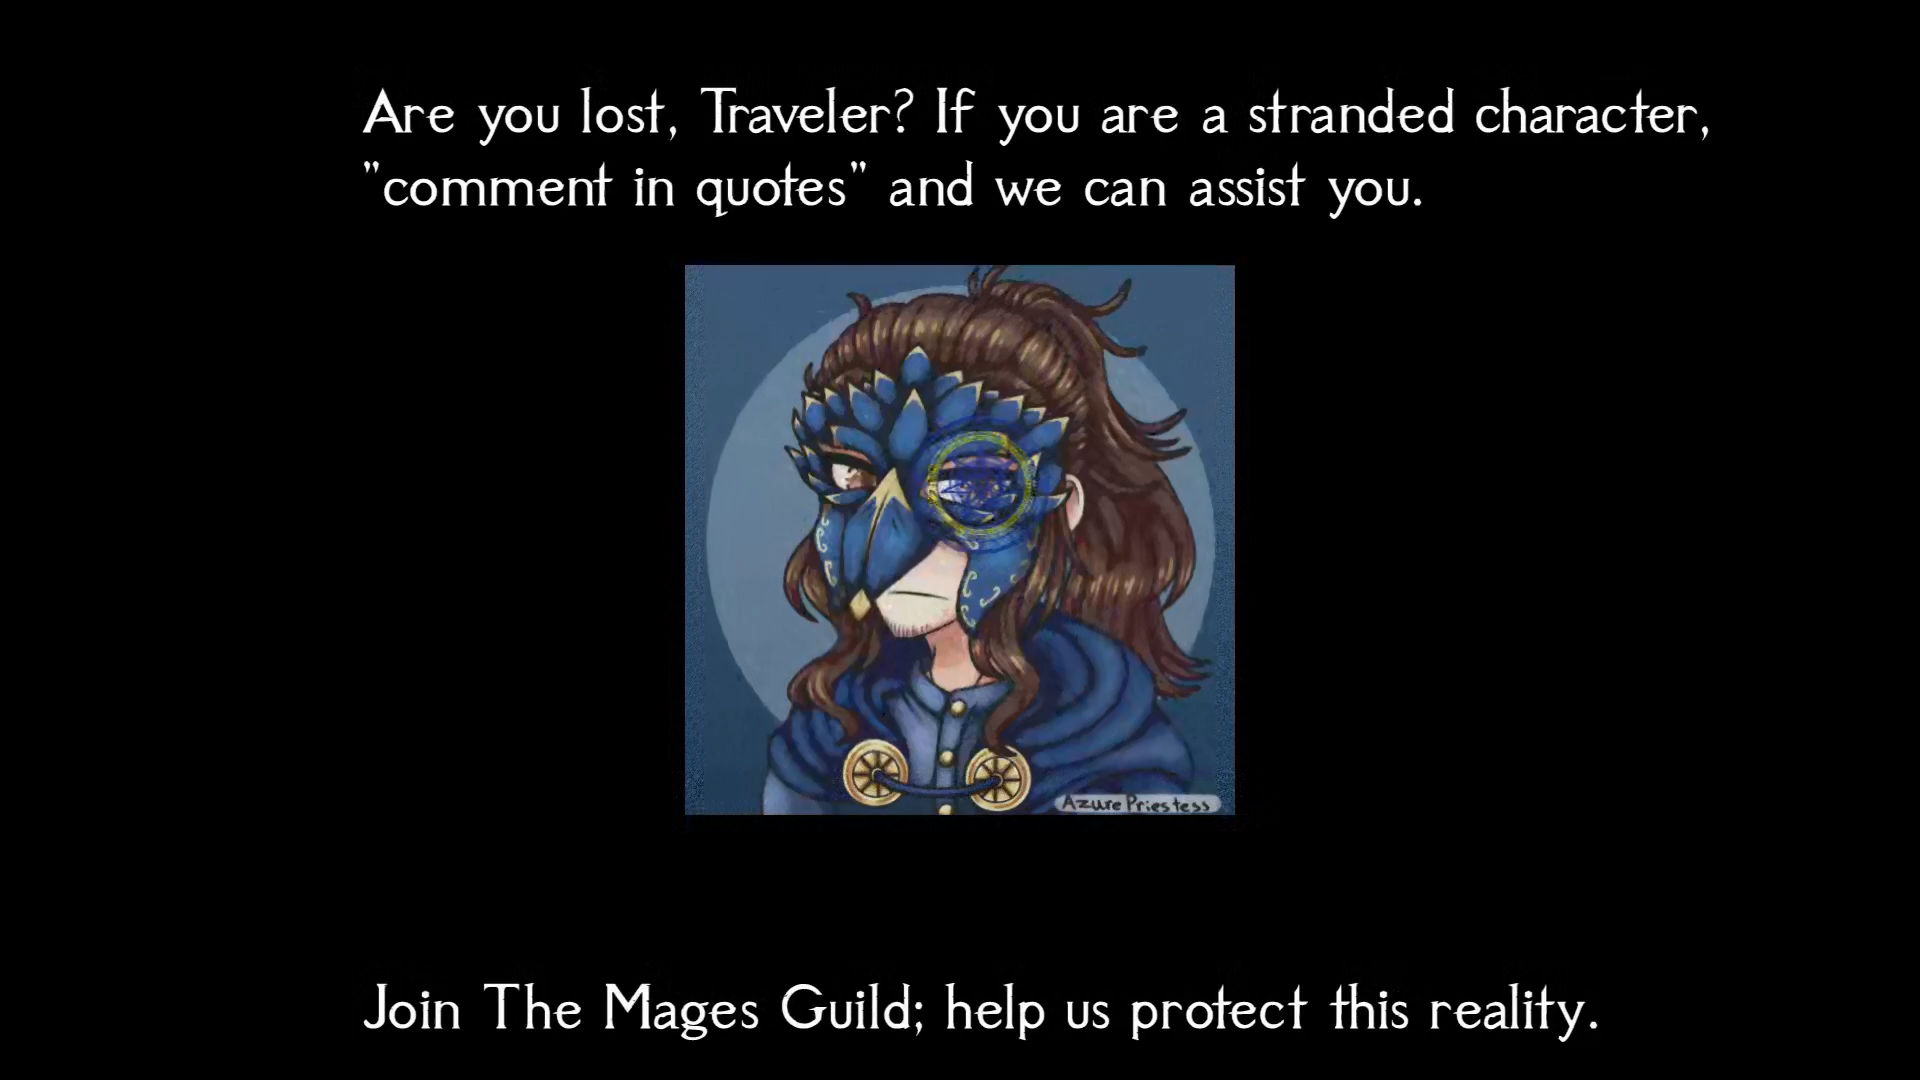 Are you lost, Traveler? If you are a stranded character,
"comment in quotes" and we can assist you.
AzurePriestess
Join The Mages Guild; help us protect this reality.